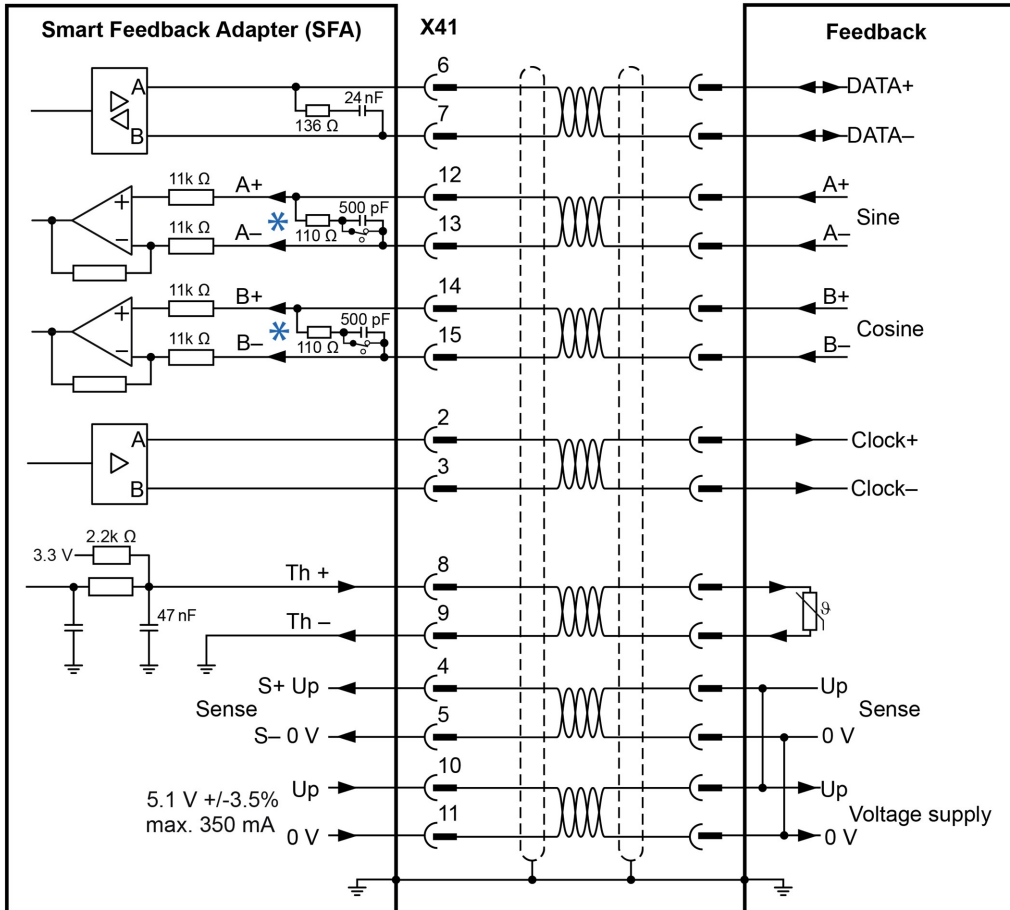 Smart Feedback Adapter (SFA)
X41
Feedback
A
B
24 nF
136 Ω
6
7
DATA+
DATA–
11k Ω
A+
+
*
500 pF
12
A+
Sine
11k Ω
A–
–
110 Ω
13
A–
11k Ω
B+
+
*
500 pF
14
B+
Cosine
11k Ω
B–
–
110 Ω
15
B–
A
B
2
3
Clock+
Clock–
2.2k Ω
3.3 V
Th +
8
47 nF
Th –
9
ϑ
S+ Up
4
Up
Sense
Sense
S– 0 V
5
0 V
5.1 V +/-3.5%
max. 350 mA
Up
10
Up
Voltage supply
0 V
11
0 V